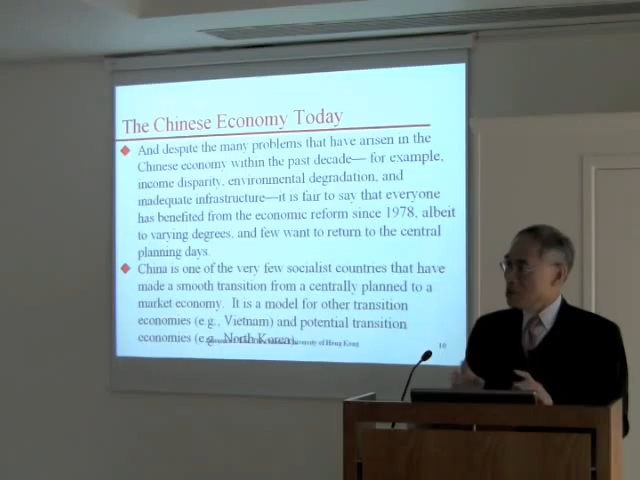 The Chinese Economy Today
And despite the many problems that have arisen in the
Chinese economy within the past decade— for example,
income disparity, environmental degradation, and
inadequate infrastructure—it is fair to say that everyone
has benefited from the economic reform since 1978, albeit
to varying degrees, and few want to return to the central
planning days.
China is one of the very few socialist countries that have
made a smooth transition from a centrally planned to a
market economy. It is a model for other transition
economies (e.g., Vietnam) and potential transition
economies (e.g., North Korea).
University of Hong Kong
10